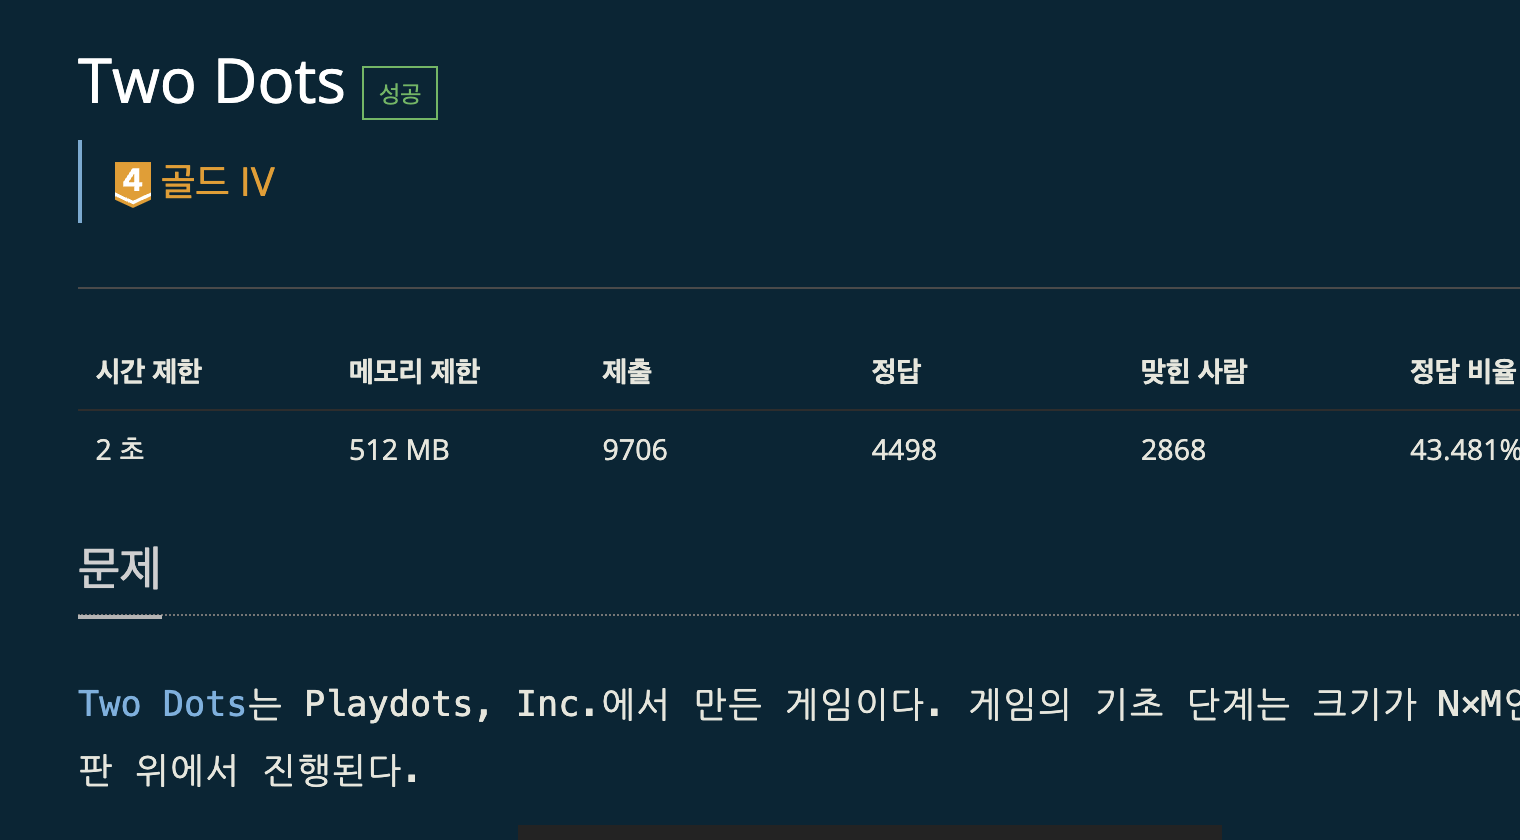 Two Dots 성공
4 골드 IV
시간 제한 메모리 제한 제출 정답 맞힌 사람 정답 비율
2 초 512 MB 9706 4498 2868 43.481%
문제
Two Dots는 Playdots, Inc.에서 만든 게임이다. 게임의 기초 단계는 크기가 N×M인
판 위에서 진행된다.